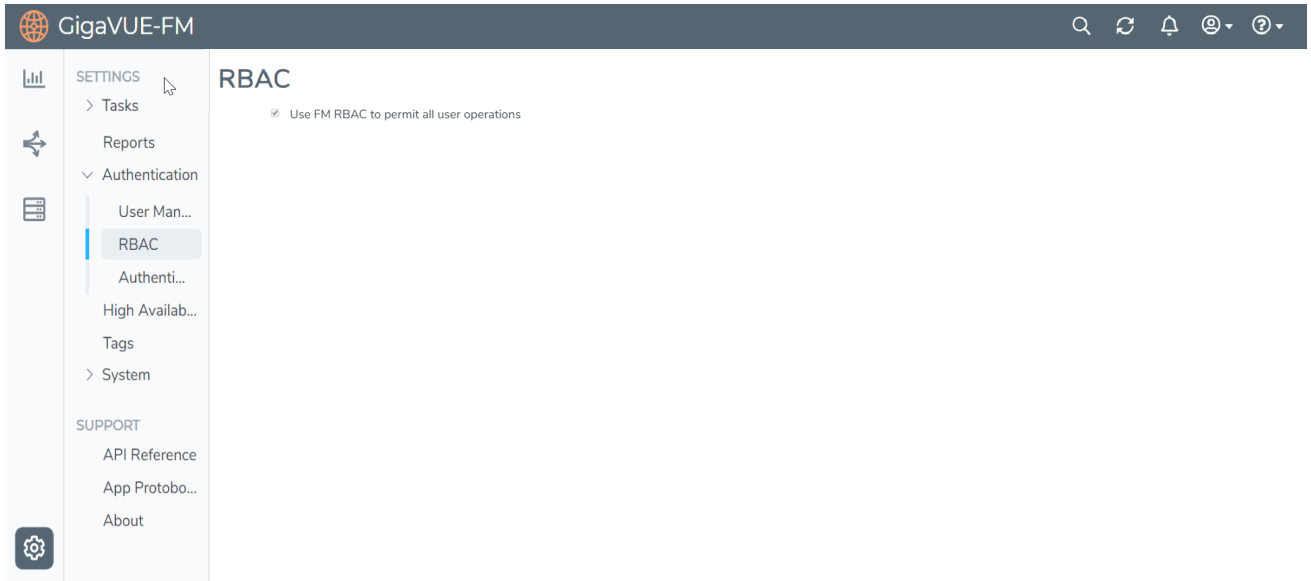 GigaVUE-FM
SETTINGS
Tasks
Reports
Authentication
User Man...
RBAC
Authenti...
High Availab...
Tags
System
SUPPORT
API Reference
App Protobo...
About
RBAC
Use FM RBAC to permit all user operations